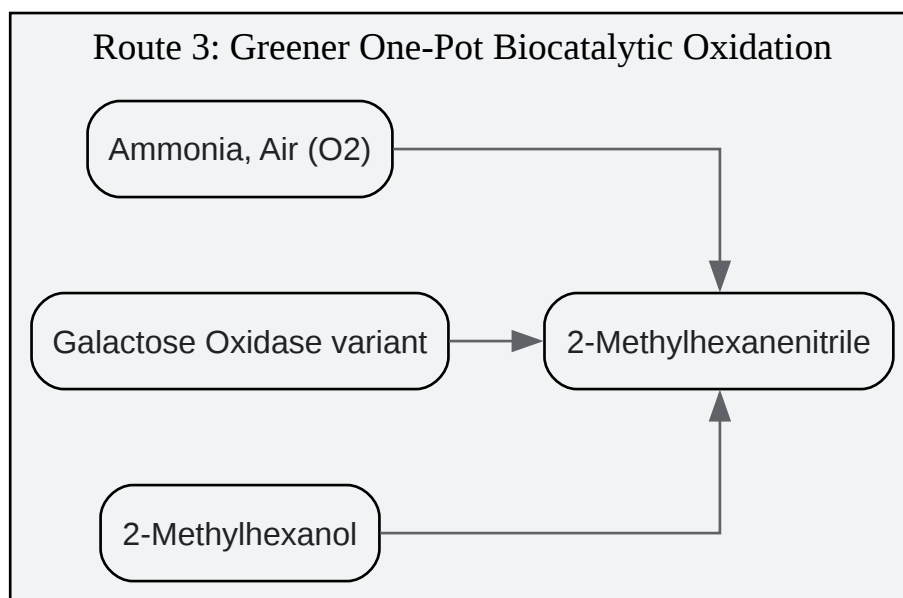 Route 3: Greener One-Pot Biocatalytic Oxidation
Ammonia, Air (O2)
Galactose Oxidase variant
2-Methylhexanenitrile
2-Methylhexanol